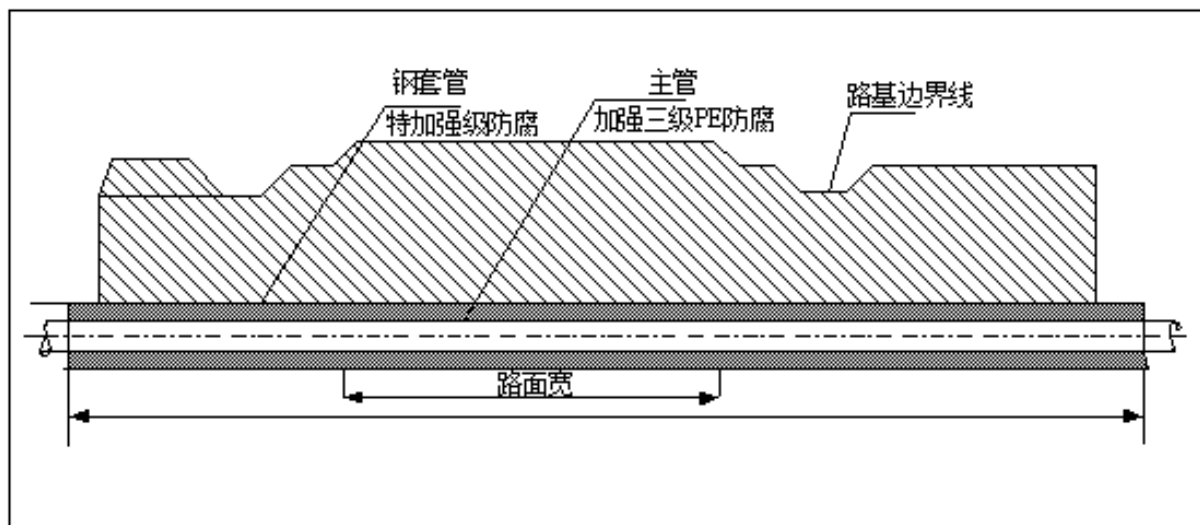 钢套管
特加强级防腐
主管
加强三级PE防腐
路基边界线
路面宽